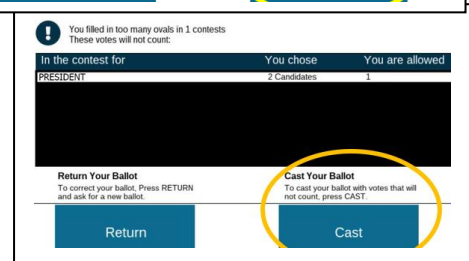 You filled in too many ovals in 1 contests
These votes will not count:
In the contest for You chose You are allowed
PRESIDENT 2 Candidates 1
Return Your Ballot
To correct your ballot, Press RETURN
and ask for a new ballot.
Cast Your Ballot
To cast your ballot with votes that will
not count, press CAST.
Return
Cast